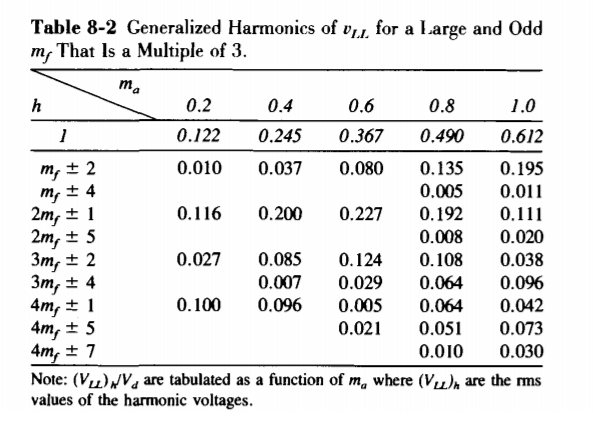 Table 8-2 Generalized Harmonics of v_LL for a Large and Odd
m_f That Is a Multiple of 3.
m_a
h 0.2 0.4 0.6 0.8 1.0
1 0.122 0.245 0.367 0.490 0.612
m_f ± 2 0.010 0.037 0.080 0.135 0.195
m_f ± 4 0.005 0.011
2m_f ± 1 0.116 0.200 0.227 0.192 0.111
2m_f ± 5 0.008 0.020
3m_f ± 2 0.027 0.085 0.124 0.108 0.038
3m_f ± 4 0.007 0.029 0.064 0.096
4m_f ± 1 0.100 0.096 0.005 0.064 0.042
4m_f ± 5 0.021 0.051 0.073
4m_f ± 7 0.010 0.030
Note: (V_LL)_h/V_d are tabulated as a function of m_a where (V_LL)_h are the rms
values of the harmonic voltages.